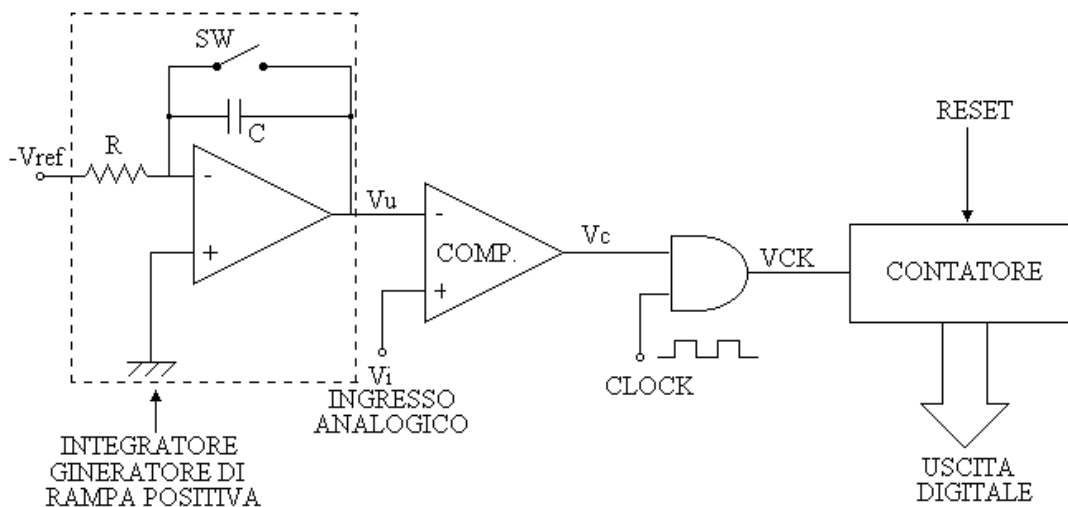 SW
C
R
-Vref
-
+
Vu
-
COMP.
+
Vc
VCK
RESET
CONTATORE
Vi
INGRESSO
ANALOGICO
CLOCK
INTEGRATORE
GINERATORE DI
RAMPA POSITIVA
USCITA
DIGITALE